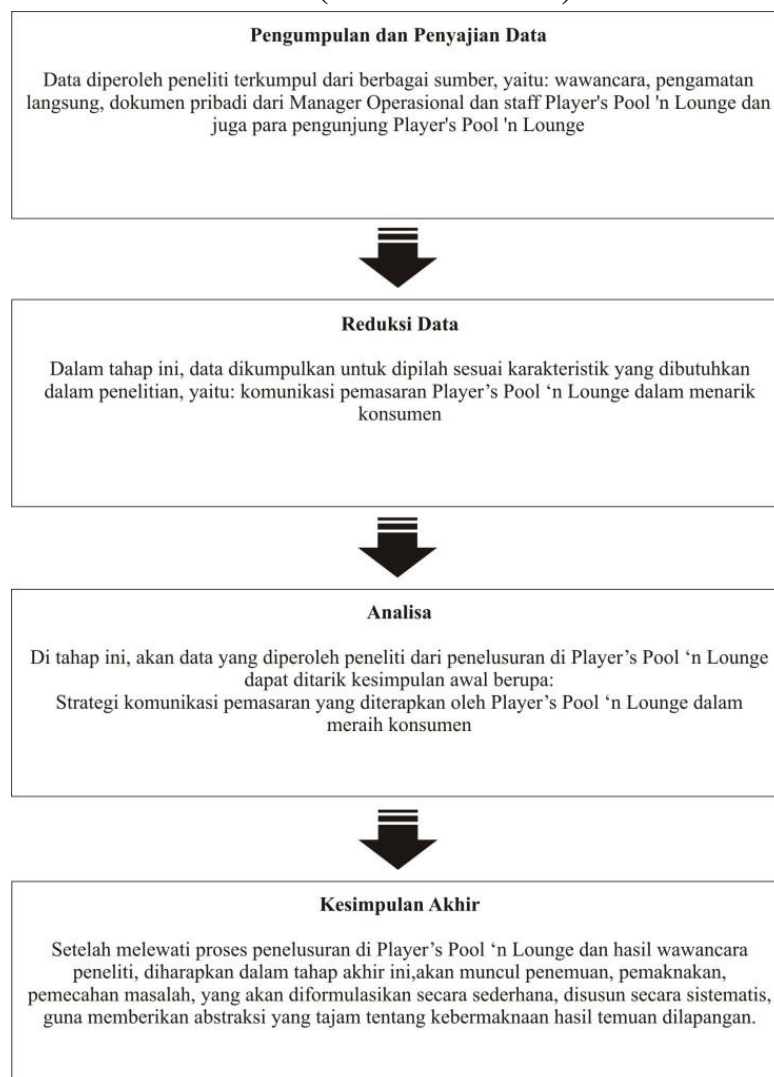 Pengumpulan dan Penyajian Data
Data diperoleh peneliti terkumpul dari berbagai sumber, yaitu: wawancara, pengamatan
langsung, dokumen pribadi dari Manager Operasional dan staff Player's Pool 'n Lounge dan
juga para pengunjung Player's Pool 'n Lounge
Reduksi Data
Dalam tahap ini, data dikumpulkan untuk dipilah sesuai karakteristik yang dibutuhkan
dalam penelitian, yaitu: komunikasi pemasaran Player’s Pool ‘n Lounge dalam menarik
konsumen
Analisa
Di tahap ini, akan data yang diperoleh peneliti dari penelusuran di Player’s Pool ‘n Lounge
dapat ditarik kesimpulan awal berupa:
Strategi komunikasi pemasaran yang diterapkan oleh Player’s Pool ‘n Lounge dalam
meraih konsumen
Kesimpulan Akhir
Setelah melewati proses penelusuran di Player’s Pool ‘n Lounge dan hasil wawancara
peneliti, diharapkan dalam tahap akhir ini,akan muncul penemuan, pemaknakan,
pemecahan masalah, yang akan diformulasikan secara sederhana, disusun secara sistematis,
guna memberikan abstraksi yang tajam tentang kebermaknaan hasil temuan dilapangan.